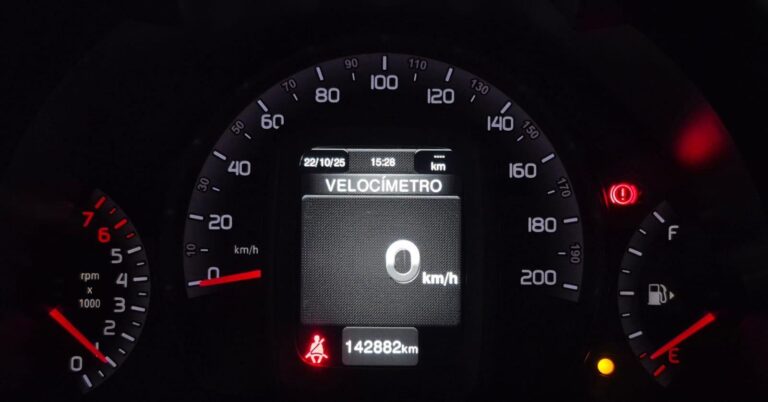 22/10/25 15:28 ---- km
VELOCÍMETRO
0 km/h
142882km
0 10 20 30 40 50 60 70 80 90 100 110 120 130 140 150 160 170 180 190 200
km/h
0 1 2 3 4 5 6 7
rpm
x
1000
F
E